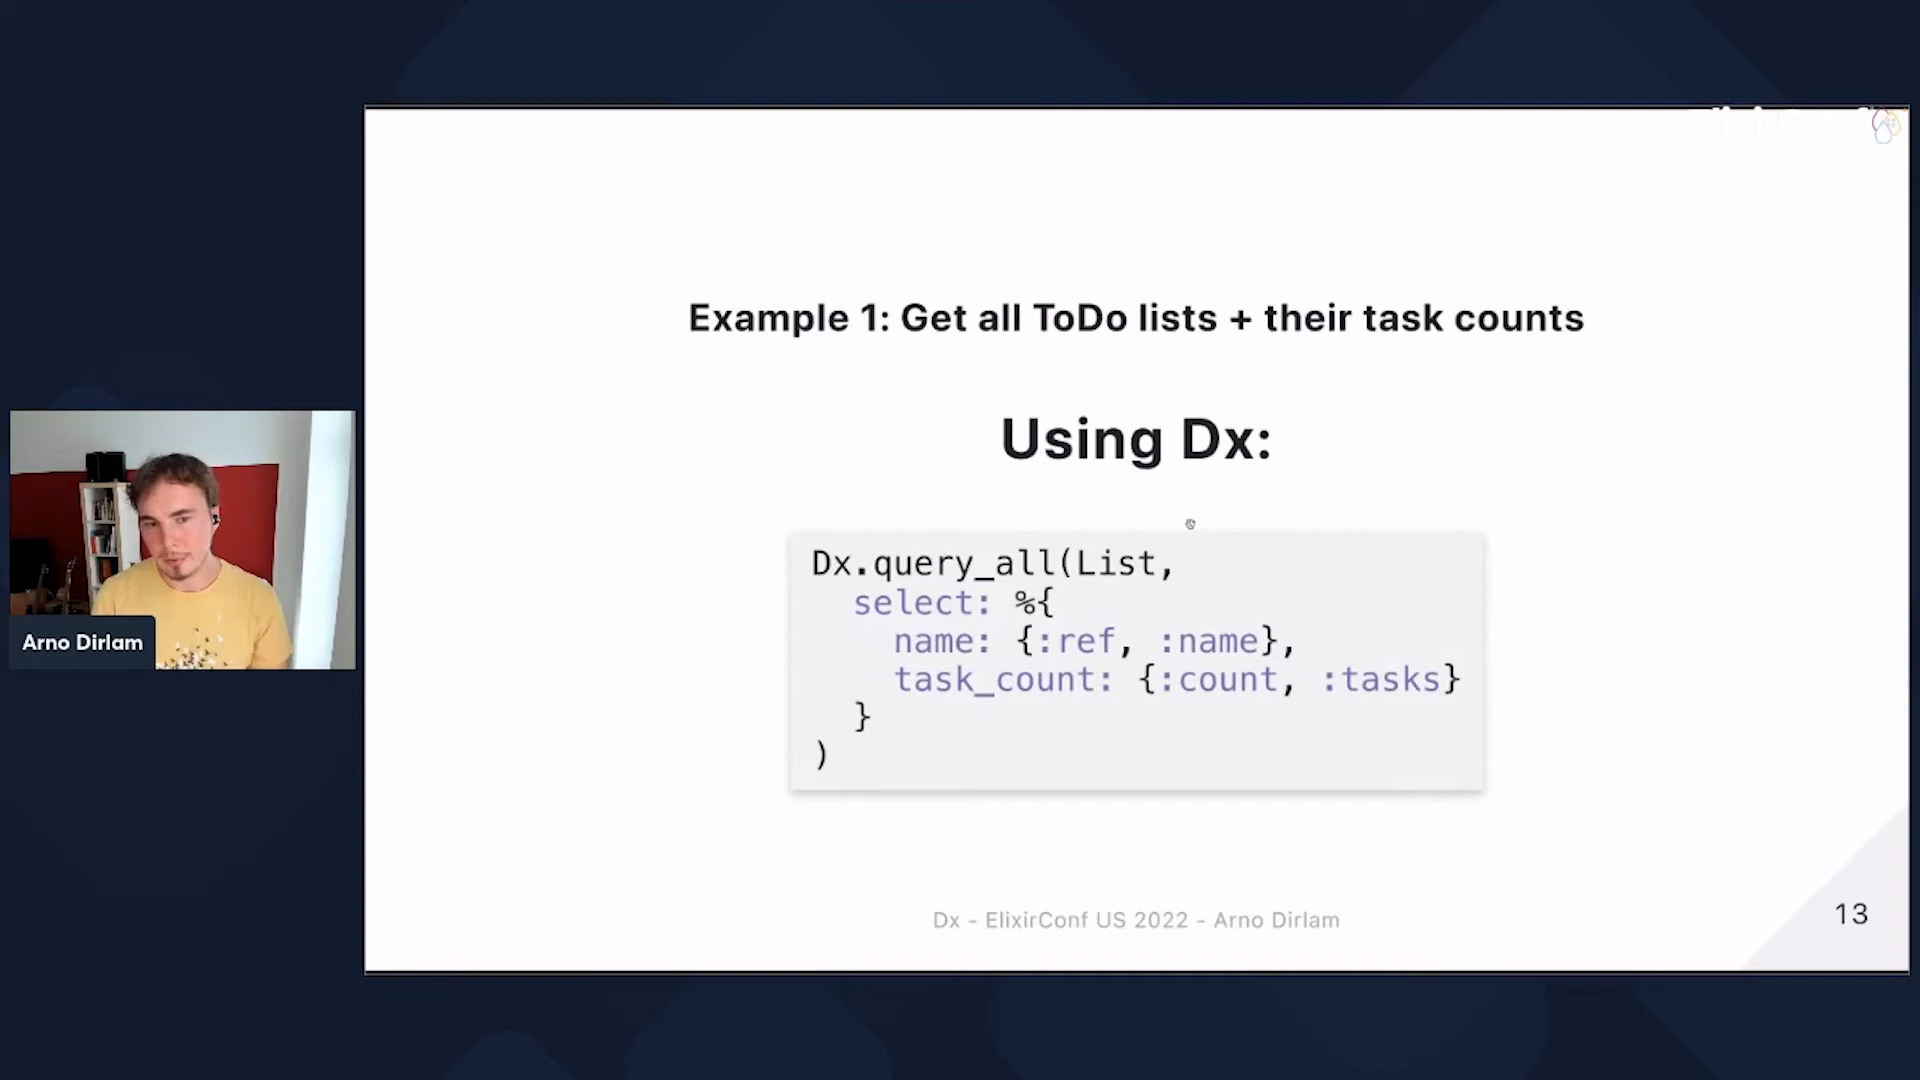 Example 1: Get all ToDo lists + their task counts
Using Dx:
Dx.query_all(List,
  select: %{
    name: {:ref, :name},
    task_count: {:count, :tasks}
  }
)
Arno Dirlam
Dx - ElixirConf US 2022 - Arno Dirlam
13